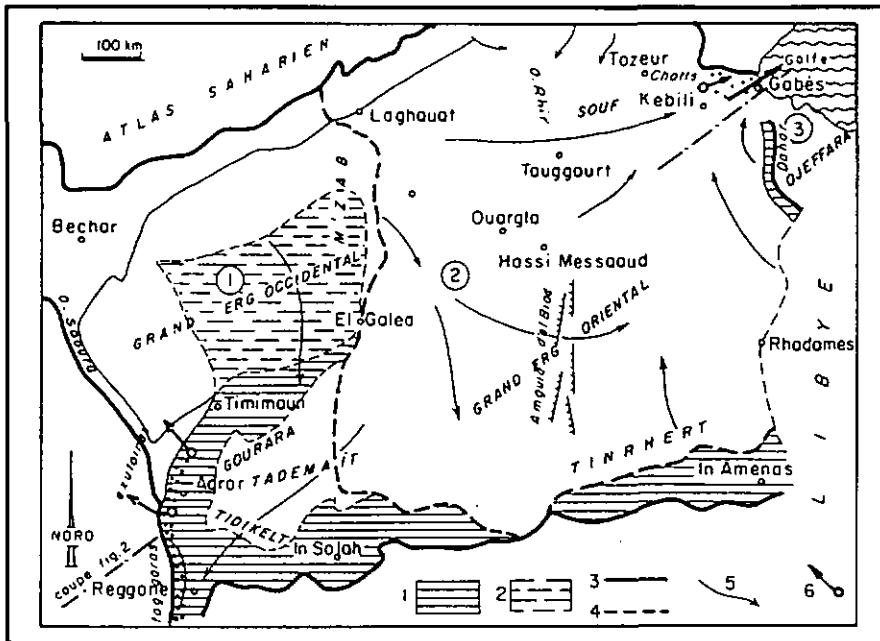 100 km
ATLAS SAHARIEN
Laghouat
O. Rhir
SOUF
Tozeur
Chotts
Kebili
Golfe
Gabès
3
Dahar
DJEFFARA
Bechar
M'ZAB
Touggourt
Ouargla
Hassi Messaoud
1
2
GRAND ERG OCCIDENTAL
El Golea
Amguid el Biod
GRAND ERG ORIENTAL
Rhadames
LIBYE
O. Saoura
Timimoun
GOURARA
exutoire
Adrar
TADEMAIT
TINRHERT
In Amenas
TIDIKELT
In Salah
NORD
coupe fig. 2
Reggane
foggaras
1
2
3
4
5
6